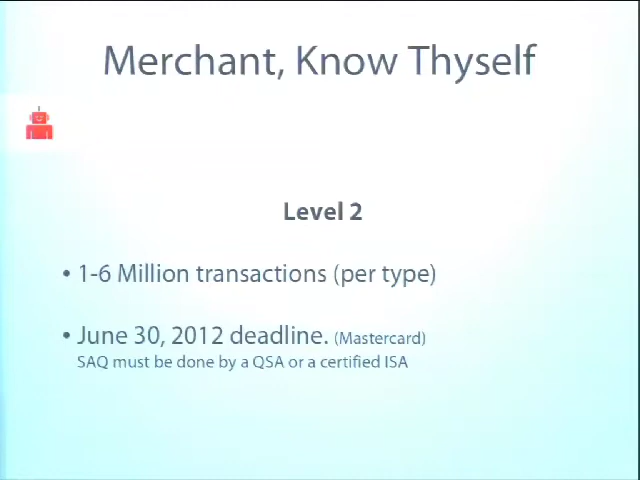 Merchant, Know Thyself
Level 2
• 1-6 Million transactions (per type)
• June 30, 2012 deadline. (Mastercard)
SAQ must be done by a QSA or a certified ISA